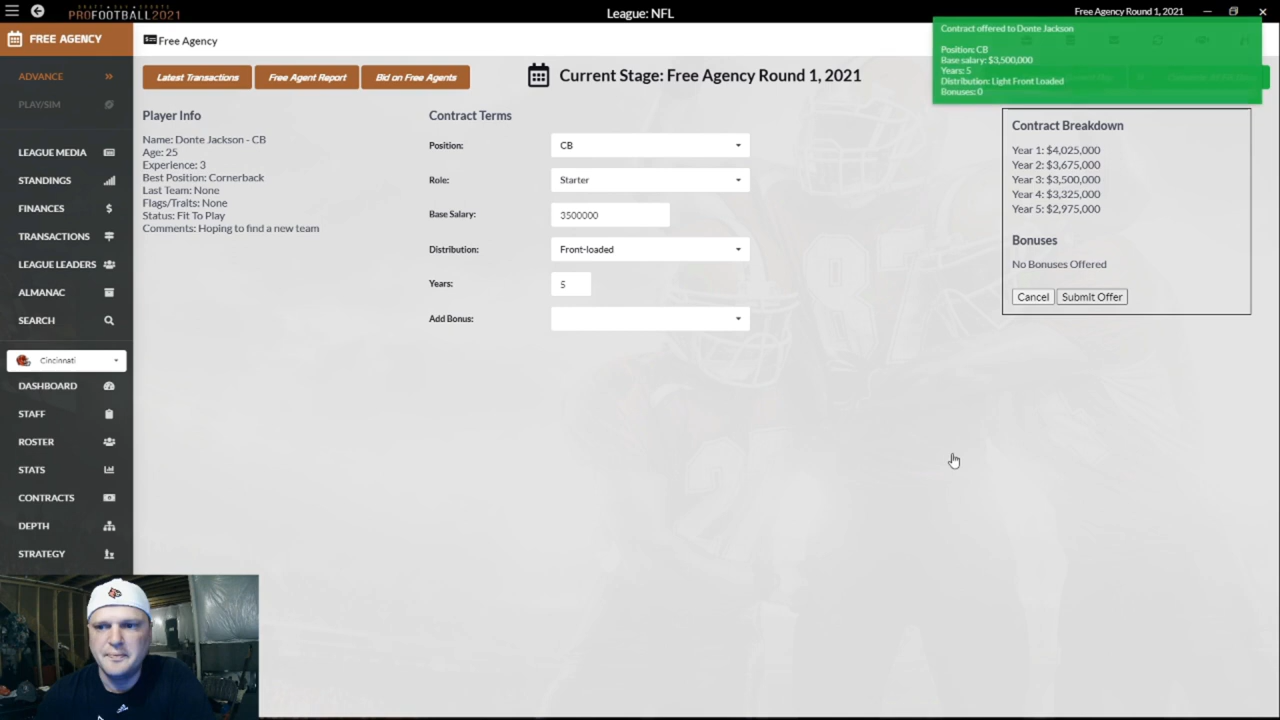 DRAFT • DAY • SPORTS
PROFOOTBALL2021
League: NFL
Free Agency Round 1, 2021
FREE AGENCY
Free Agency
Contract offered to Donte Jackson
Position: CB
Base salary: $3,500,000
Years: 5
Distribution: Light Front Loaded
Bonuses: 0
ADVANCE
PLAY/SIM
LEAGUE MEDIA
STANDINGS
FINANCES
TRANSACTIONS
LEAGUE LEADERS
ALMANAC
SEARCH
Cincinnati
DASHBOARD
STAFF
ROSTER
STATS
CONTRACTS
DEPTH
STRATEGY
Latest Transactions
Free Agent Report
Bid on Free Agents
Current Stage: Free Agency Round 1, 2021
Player Info
Name: Donte Jackson - CB
Age: 25
Experience: 3
Best Position: Cornerback
Last Team: None
Flags/Traits: None
Status: Fit To Play
Comments: Hoping to find a new team
Contract Terms
Position: CB
Role: Starter
Base Salary: 3500000
Distribution: Front-loaded
Years: 5
Add Bonus:
Contract Breakdown
Year 1: $4,025,000
Year 2: $3,675,000
Year 3: $3,500,000
Year 4: $3,325,000
Year 5: $2,975,000
Bonuses
No Bonuses Offered
Cancel
Submit Offer